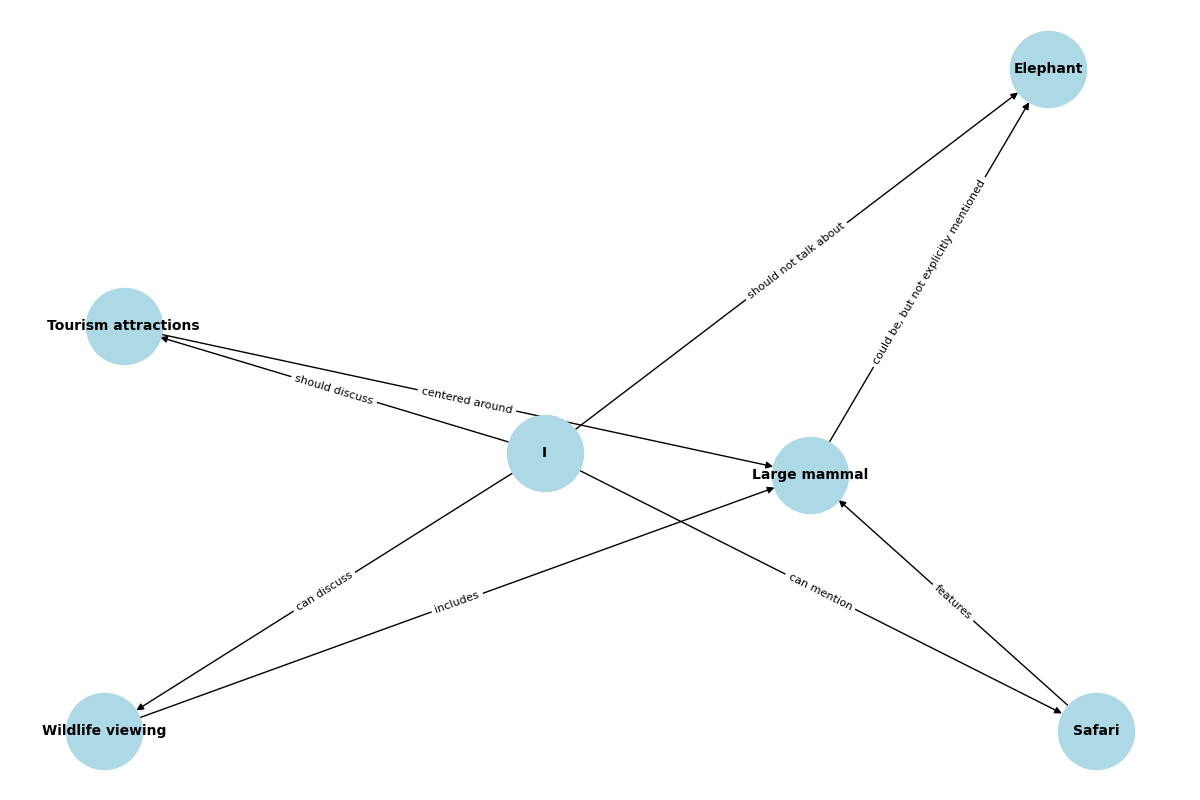 Elephant
should not talk about
could be, but not explicitly mentioned
Tourism attractions
should discuss
centered around
I
Large mammal
can discuss
includes
can mention
features
Wildlife viewing
Safari